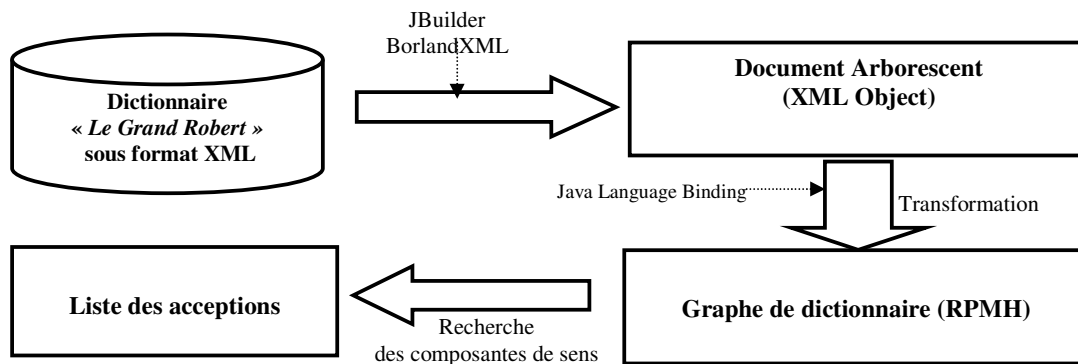 JBuilder
BorlandXML
Dictionnaire
« Le Grand Robert »
sous format XML
Document Arborescent
(XML Object)
Java Language Binding
Transformation
Liste des acceptions
Recherche
des composantes de sens
Graphe de dictionnaire (RPMH)